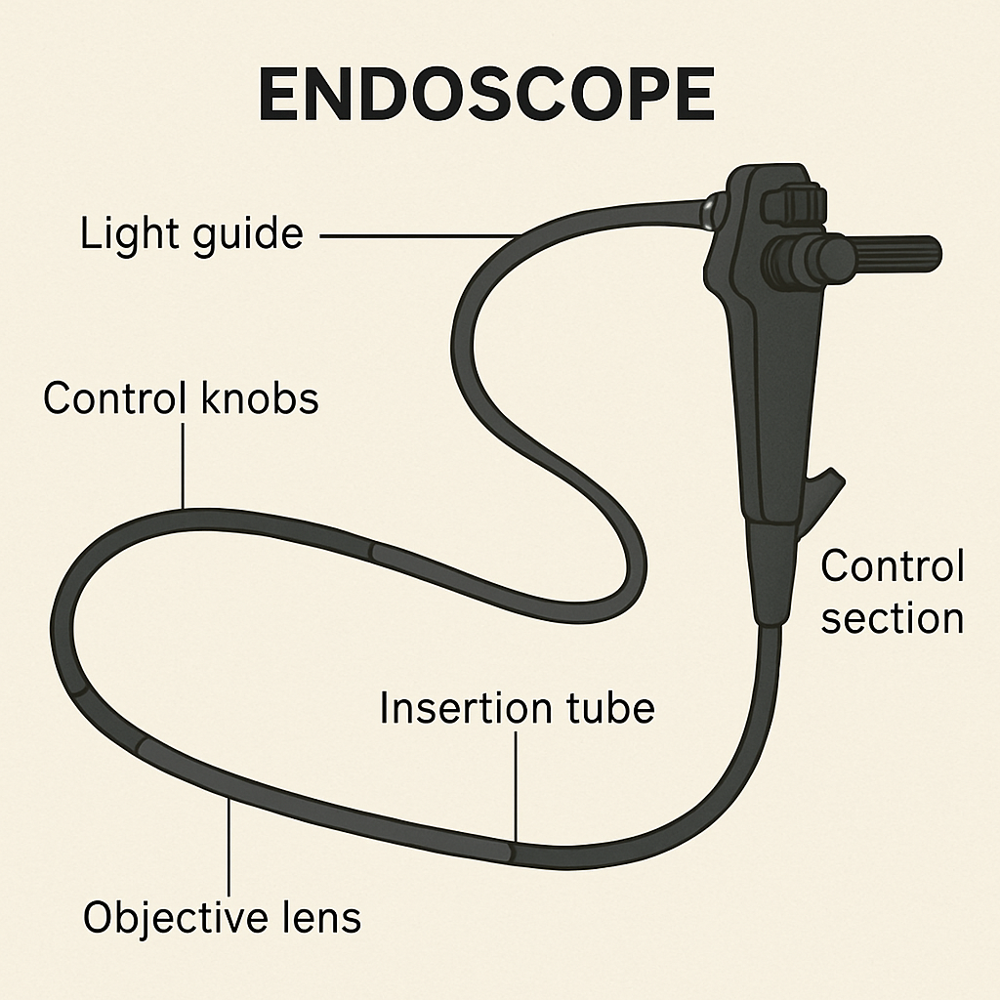 ENDOSCOPE
Light guide
Control knobs
Control
section
Insertion tube
Objective lens